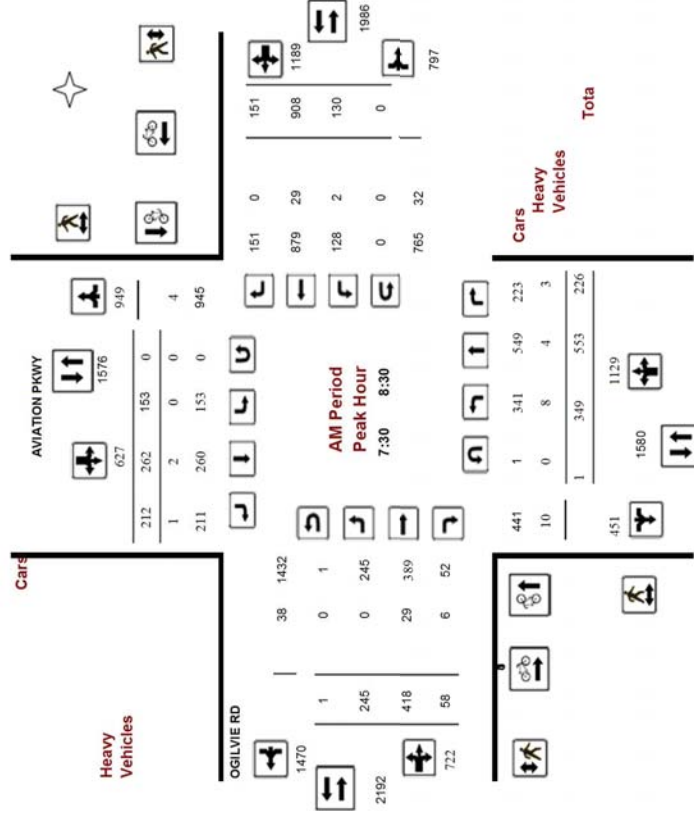 Cars
Heavy
Vehicles
AVIATION PKWY
1576
627
949
212 262 153 0
1 2 0 0 4
211 260 153 0 945
OGILVIE RD
1470
2192
722
38 1432
1 0 1
245 0 245
418 29 389
58 6 52
AM Period
Peak Hour
7:30 8:30
151 0 151
879 29 908
128 2 130
0 0 0
765 32
1189
1986
797
441 1 341 549 223 Cars
10 0 8 4 3 Heavy
Vehicles
1 349 553 226 Tota
451
1129
1580